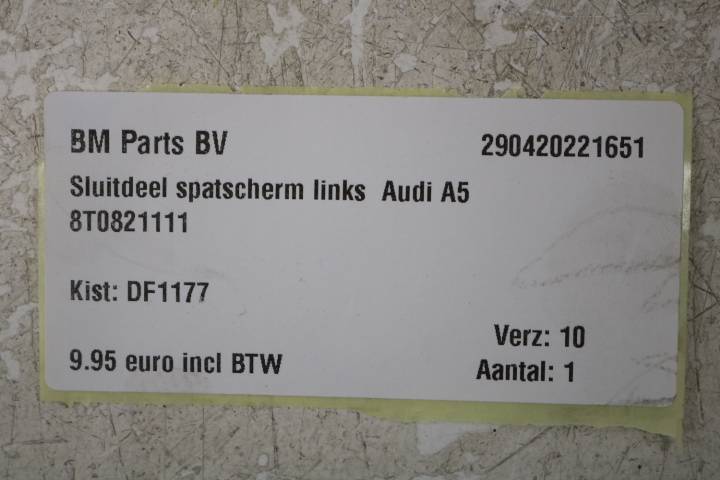 BM Parts BV 290420221651
Sluitdeel spatscherm links Audi A5
8T0821111
Kist: DF1177
Verz: 10
9.95 euro incl BTW
Aantal: 1